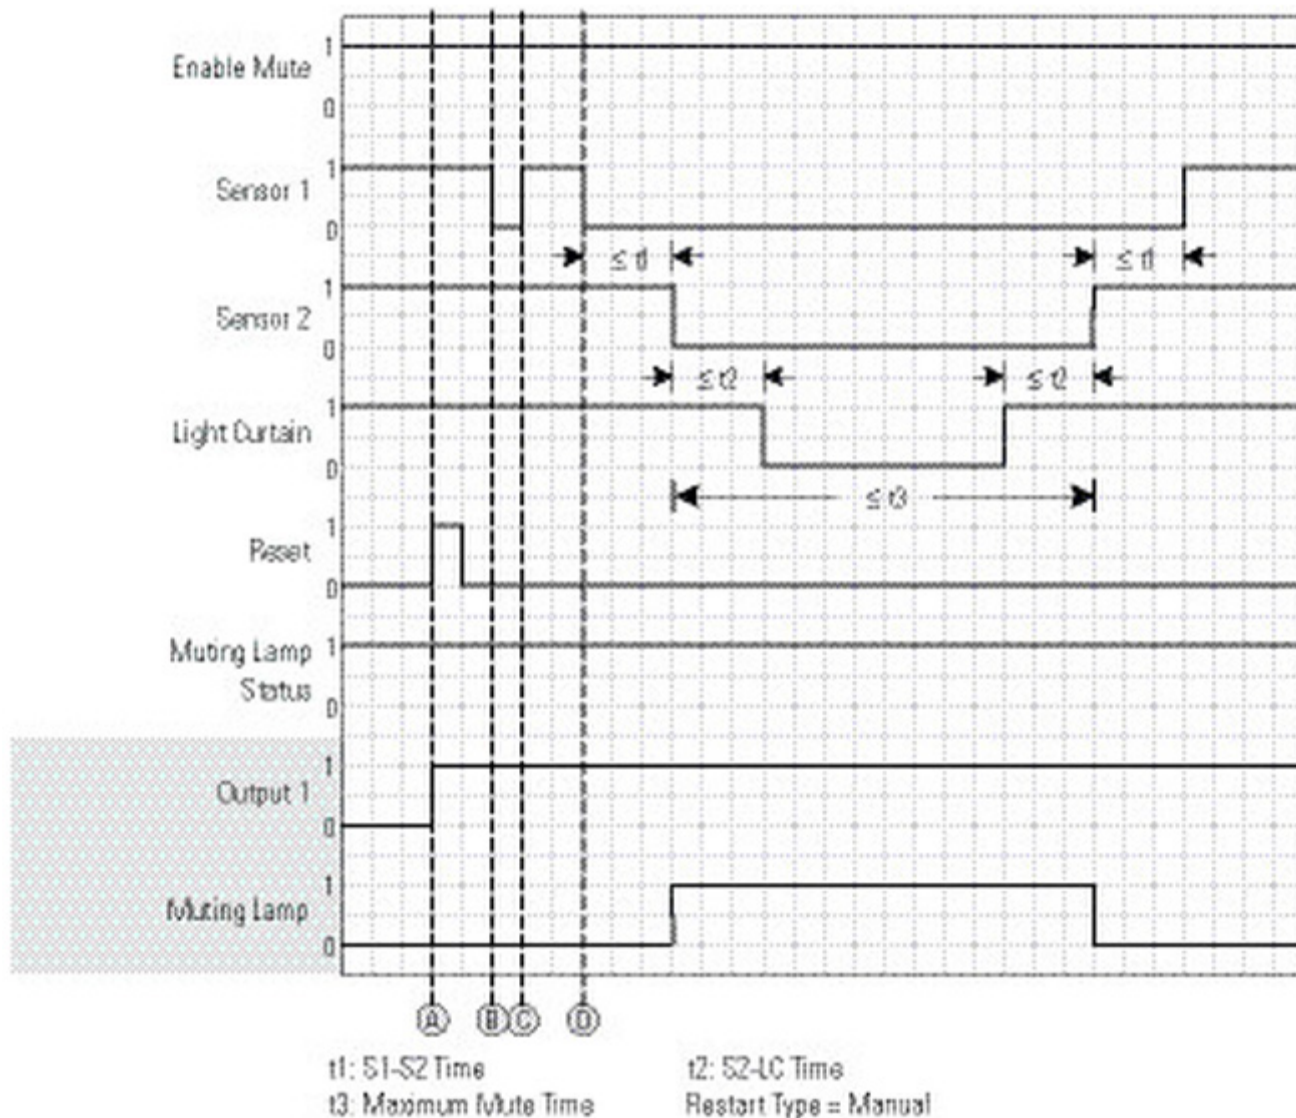 Enable Mute
1
0
Sensor 1
1
0
≤ t1
≤ t1
Sensor 2
1
0
≤ t2
≤ t2
Light Curtain
1
0
≤ t3
Reset
1
0
Muting Lamp
Status
1
0
Output 1
1
0
Muting Lamp
1
0
A B C D
t1: S1-S2 Time
t2: S2-LC Time
t3: Maximum Mute Time
Restart Type = Manual